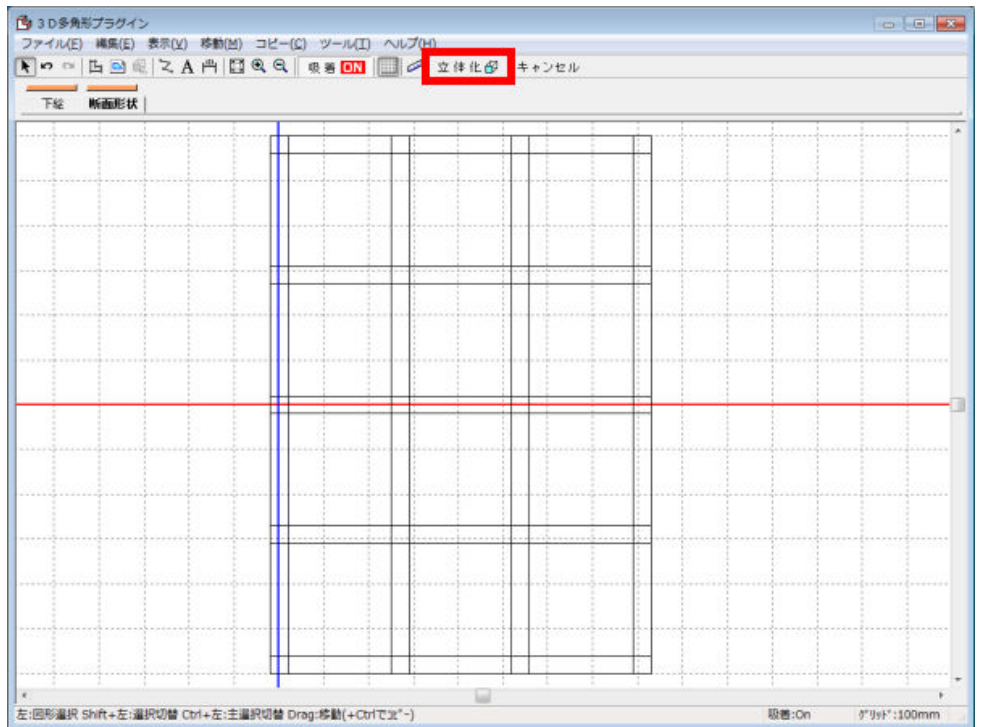 ３Ｄ多角形プラグイン
ファイル(E) 編集(E) 表示(V) 移動(M) コピー(C) ツール(T) ヘルプ(H)
A 吸着 ON 立体化 キャンセル
下絵 断面形状
左:図形選択 Shift+左:選択切替 Ctrl+左:主選択切替 Drag:移動(+Ctrlでｺﾋﾟｰ) 吸着:On ｸﾞﾘｯﾄﾞ:100mm